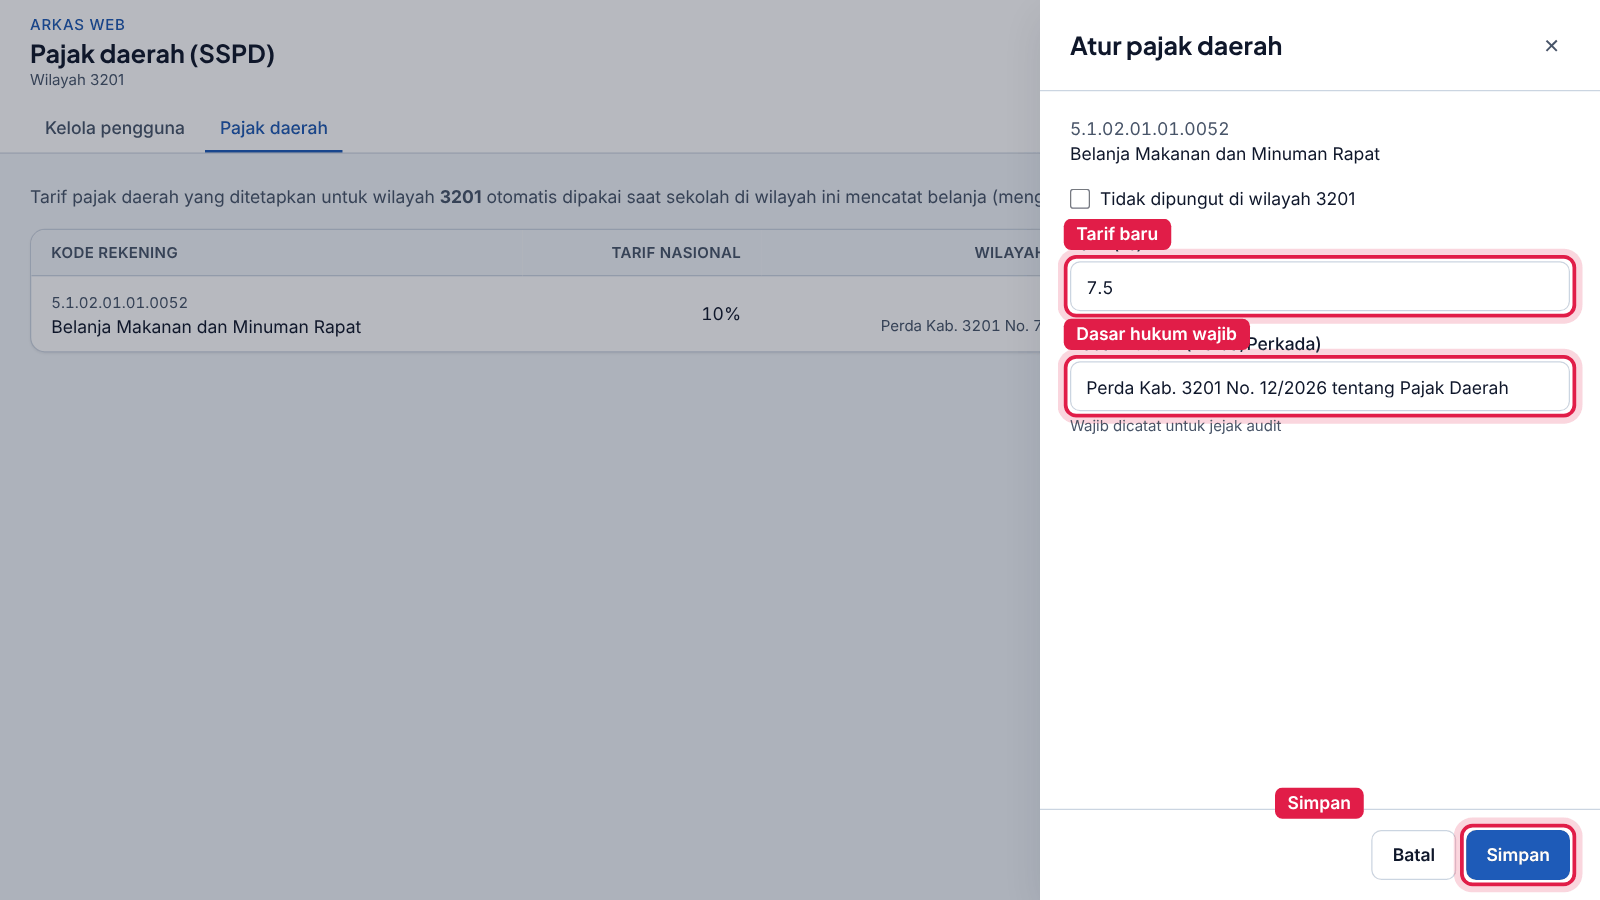 ARKAS WEB
Pajak daerah (SSPD)
Wilayah 3201
Kelola pengguna
Pajak daerah
Tarif pajak daerah yang ditetapkan untuk wilayah 3201 otomatis dipakai saat sekolah di wilayah ini mencatat belanja
KODE REKENING
TARIF NASIONAL
WILAYAH
5.1.02.01.01.0052
Belanja Makanan dan Minuman Rapat
10%
Perda Kab. 3201 No. 7
Atur pajak daerah
×
5.1.02.01.01.0052
Belanja Makanan dan Minuman Rapat
Tidak dipungut di wilayah 3201
Tarif baru
7.5
Dasar hukum wajib
Perkada)
Perda Kab. 3201 No. 12/2026 tentang Pajak Daerah
Wajib dicatat untuk jejak audit
Simpan
Batal
Simpan